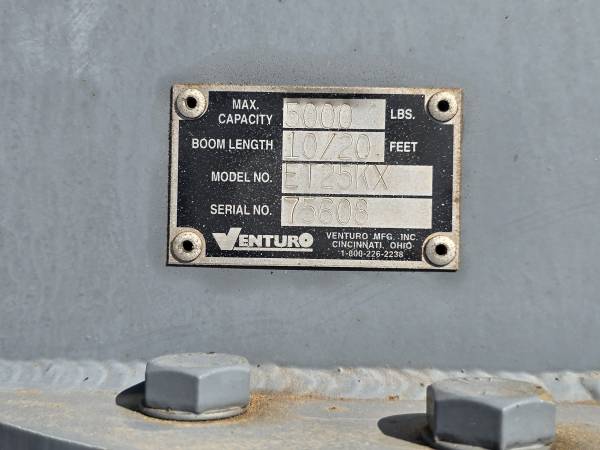 MAX. CAPACITY 5000 LBS.
BOOM LENGTH 10/20. FEET
MODEL NO. ET25KX
SERIAL NO. 75808
VENTURO
VENTURO MFG. INC.
CINCINNATI, OHIO
1-800-226-2238